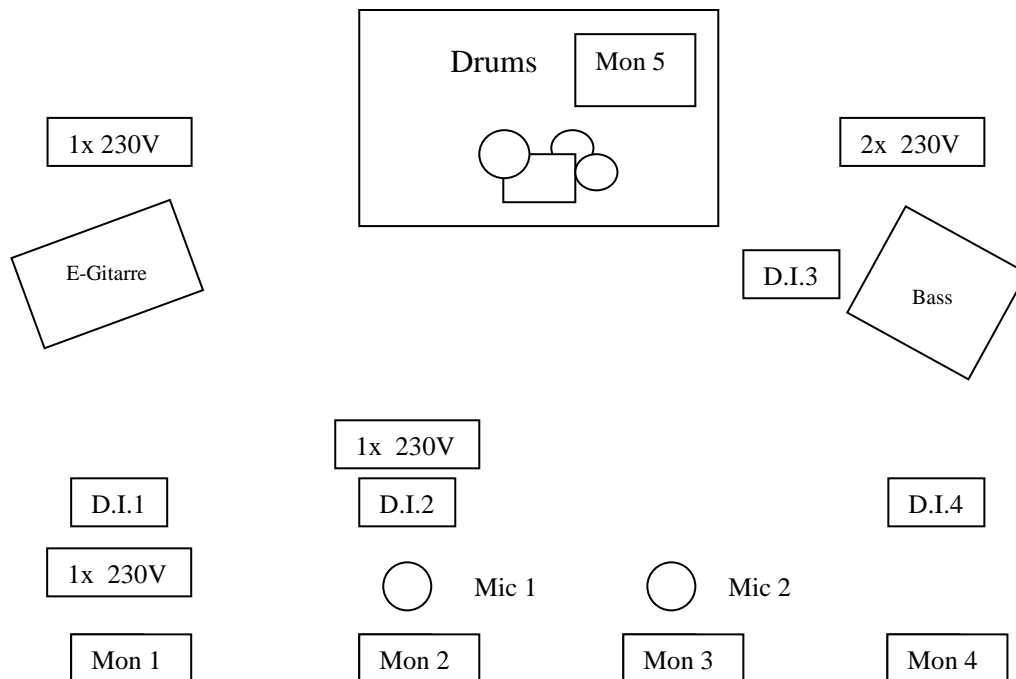 Drums
Mon 5
1x 230V
2x 230V
E-Gitarre
D.I.3
Bass
1x 230V
D.I.1
D.I.2
D.I.4
1x 230V
Mic 1
Mic 2
Mon 1
Mon 2
Mon 3
Mon 4